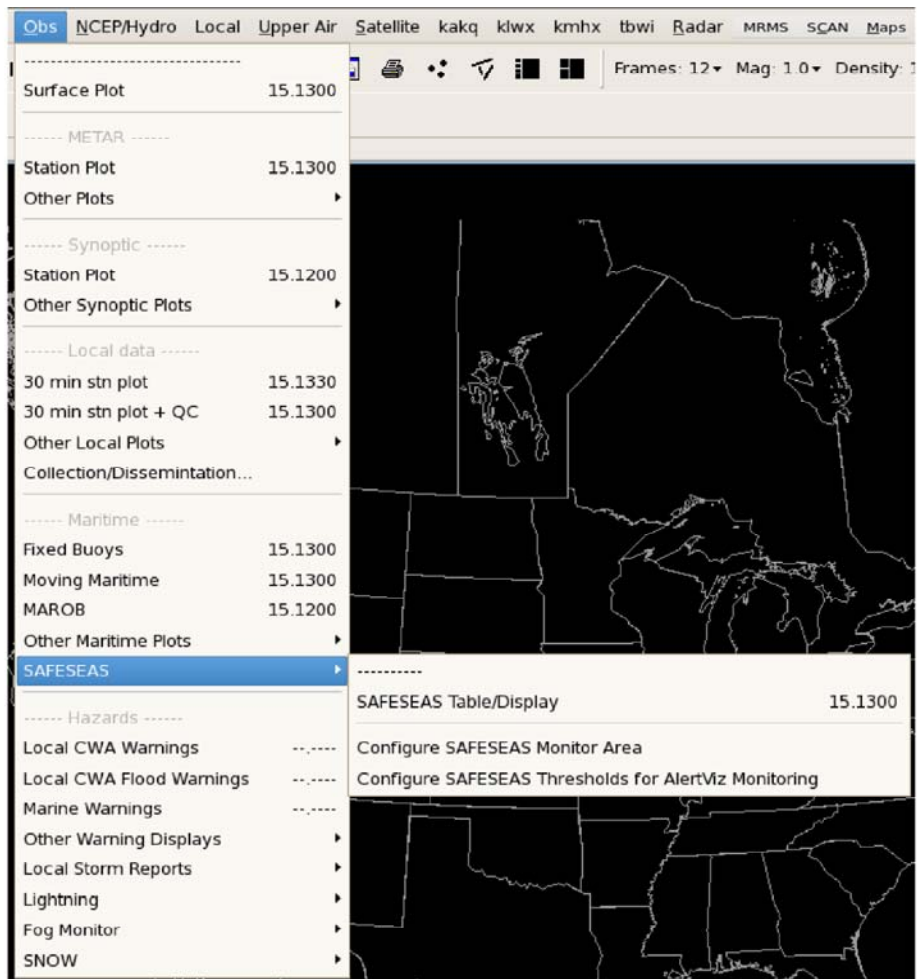 Obs NCEP/Hydro Local Upper Air Satellite kakq klwx kmhx tbwi Radar MRMS SCAN Maps
Frames: 12 Mag: 1.0 Density:
--------------------------------
Surface Plot 15.1300
------ METAR ------
Station Plot 15.1300
Other Plots
------ Synoptic ------
Station Plot 15.1200
Other Synoptic Plots
------ Local data ------
30 min stn plot 15.1330
30 min stn plot + QC 15.1300
Other Local Plots
Collection/Dissemintation...
------ Maritime ------
Fixed Buoys 15.1300
Moving Maritime 15.1300
MAROB 15.1200
Other Maritime Plots
SAFESEAS
----------
SAFESEAS Table/Display 15.1300
Configure SAFESEAS Monitor Area
Configure SAFESEAS Thresholds for AlertViz Monitoring
------ Hazards ------
Local CWA Warnings --.----
Local CWA Flood Warnings --.----
Marine Warnings --.----
Other Warning Displays
Local Storm Reports
Lightning
Fog Monitor
SNOW